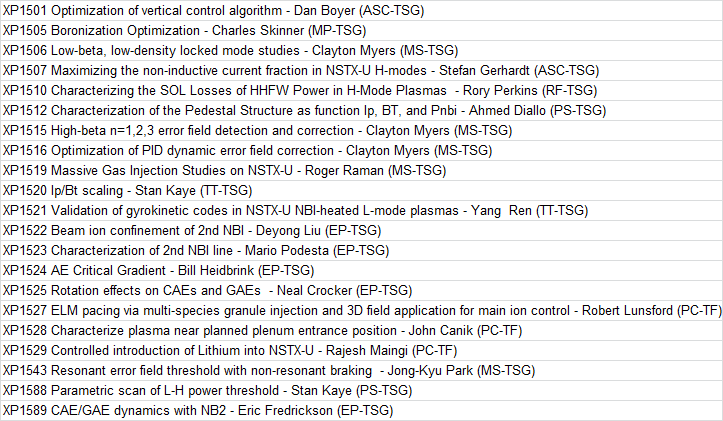 XP1501 Optimization of vertical control algorithm - Dan Boyer (ASC-TSG)
XP1505 Boronization Optimization - Charles Skinner (MP-TSG)
XP1506 Low-beta, low-density locked mode studies - Clayton Myers (MS-TSG)
XP1507 Maximizing the non-inductive current fraction in NSTX-U H-modes - Stefan Gerhardt (ASC-TSG)
XP1510 Characterizing the SOL Losses of HHFW Power in H-Mode Plasmas  - Rory Perkins (RF-TSG)
XP1512 Characterization of the Pedestal Structure as function Ip, BT, and Pnbi - Ahmed Diallo (PS-TSG)
XP1515 High-beta n=1,2,3 error field detection and correction - Clayton Myers (MS-TSG)
XP1516 Optimization of PID dynamic error field correction - Clayton Myers (MS-TSG)
XP1519 Massive Gas Injection Studies on NSTX-U - Roger Raman (MS-TSG)
XP1520 Ip/Bt scaling - Stan Kaye (TT-TSG)
XP1521 Validation of gyrokinetic codes in NSTX-U NBI-heated L-mode plasmas - Yang  Ren (TT-TSG)
XP1522 Beam ion confinement of 2nd NBI - Deyong Liu (EP-TSG)
XP1523 Characterization of 2nd NBI line - Mario Podesta (EP-TSG)
XP1524 AE Critical Gradient - Bill Heidbrink (EP-TSG)
XP1525 Rotation effects on CAEs and GAEs  - Neal Crocker (EP-TSG)
XP1527 ELM pacing via multi-species granule injection and 3D field application for main ion control - Robert Lunsford (PC-TF)
XP1528 Characterize plasma near planned plenum entrance position - John Canik (PC-TF)
XP1529 Controlled introduction of Lithium into NSTX-U - Rajesh Maingi (PC-TF)
XP1543 Resonant error field threshold with non-resonant braking  - Jong-Kyu Park (MS-TSG)
XP1588 Parametric scan of L-H power threshold - Stan Kaye (PS-TSG)
XP1589 CAE/GAE dynamics with NB2 - Eric Fredrickson (EP-TSG)